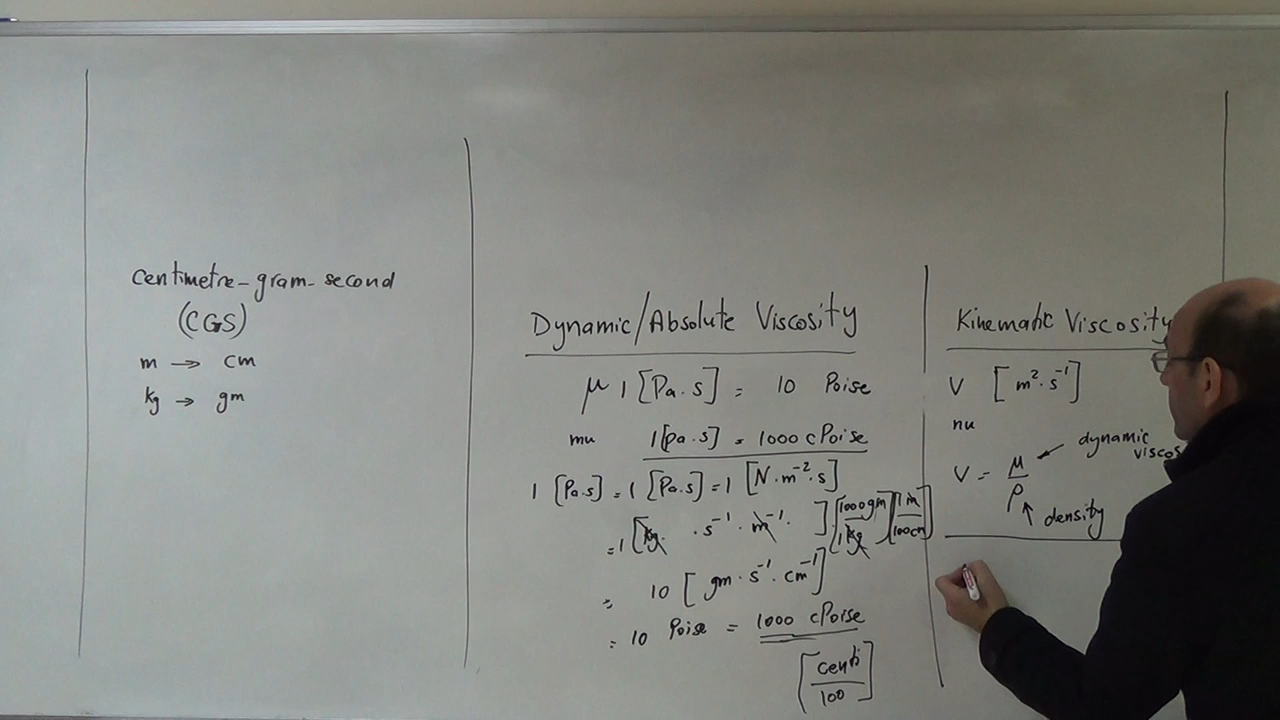 centimetre-gram-second
(CGS)
m → cm
kg → gm
Dynamic/Absolute Viscosity
μ 1 [Pa.s] = 10 Poise
mu 1[pa.s] = 1000 cPoise
1 [Pa.s] = 1 [Pa.s] = 1 [N.m⁻².s]
= 1 [kg. .s⁻¹.m⁻¹. ] [1000gm/1kg] [1m/100cm]
= 10 [gm.s⁻¹.cm⁻¹]
= 10 Poise = 1000 cPoise
[centi/100]
Kinematic Viscosity
ν [m².s⁻¹]
nu
ν = μ/ρ
dynamic
density